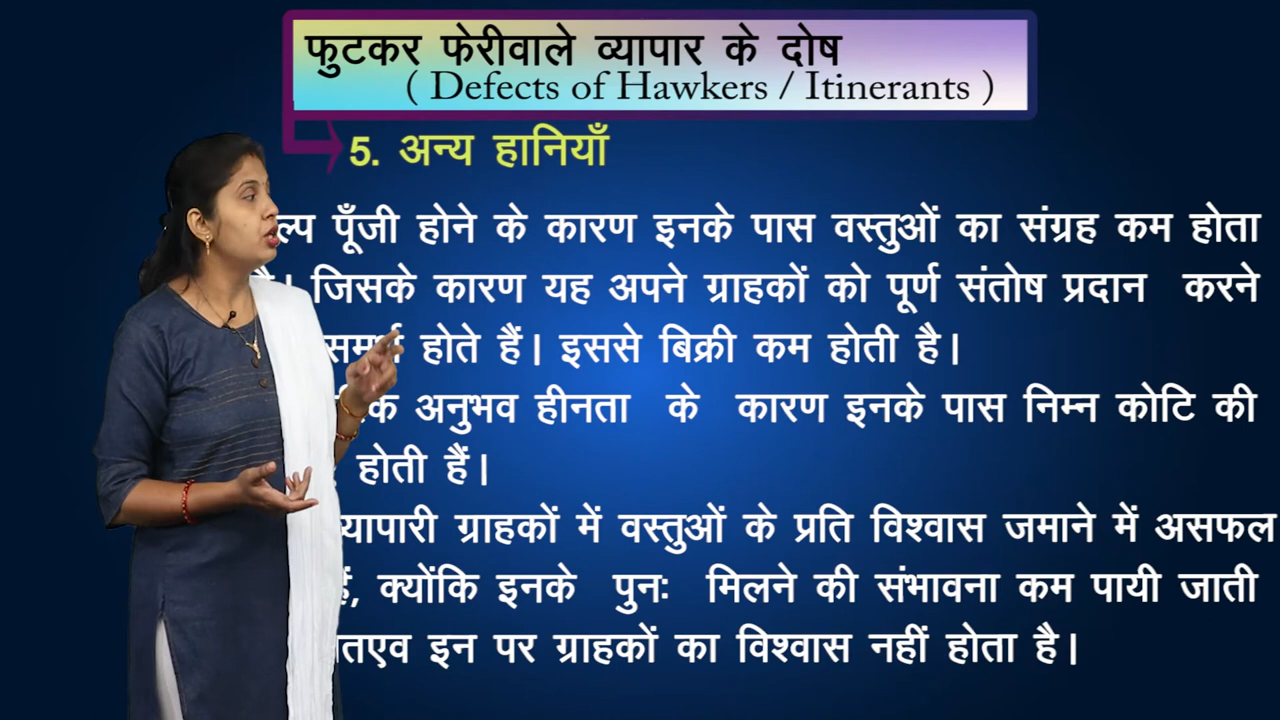 फुटकर फेरीवाले व्यापार के दोष
( Defects of Hawkers / Itinerants )
5. अन्य हानियाँ
पूँजी होने के कारण इनके पास वस्तुओं का संग्रह कम होता
है। जिसके कारण यह अपने ग्राहकों को पूर्ण संतोष प्रदान करने
होते हैं। इससे बिक्री कम होती है।
अनुभव हीनता के कारण इनके पास निम्न कोटि की
होती हैं।
ग्राहकों में वस्तुओं के प्रति विश्वास जमाने में असफल
क्योंकि इनके पुनः मिलने की संभावना कम पायी जाती
इन पर ग्राहकों का विश्वास नहीं होता है।